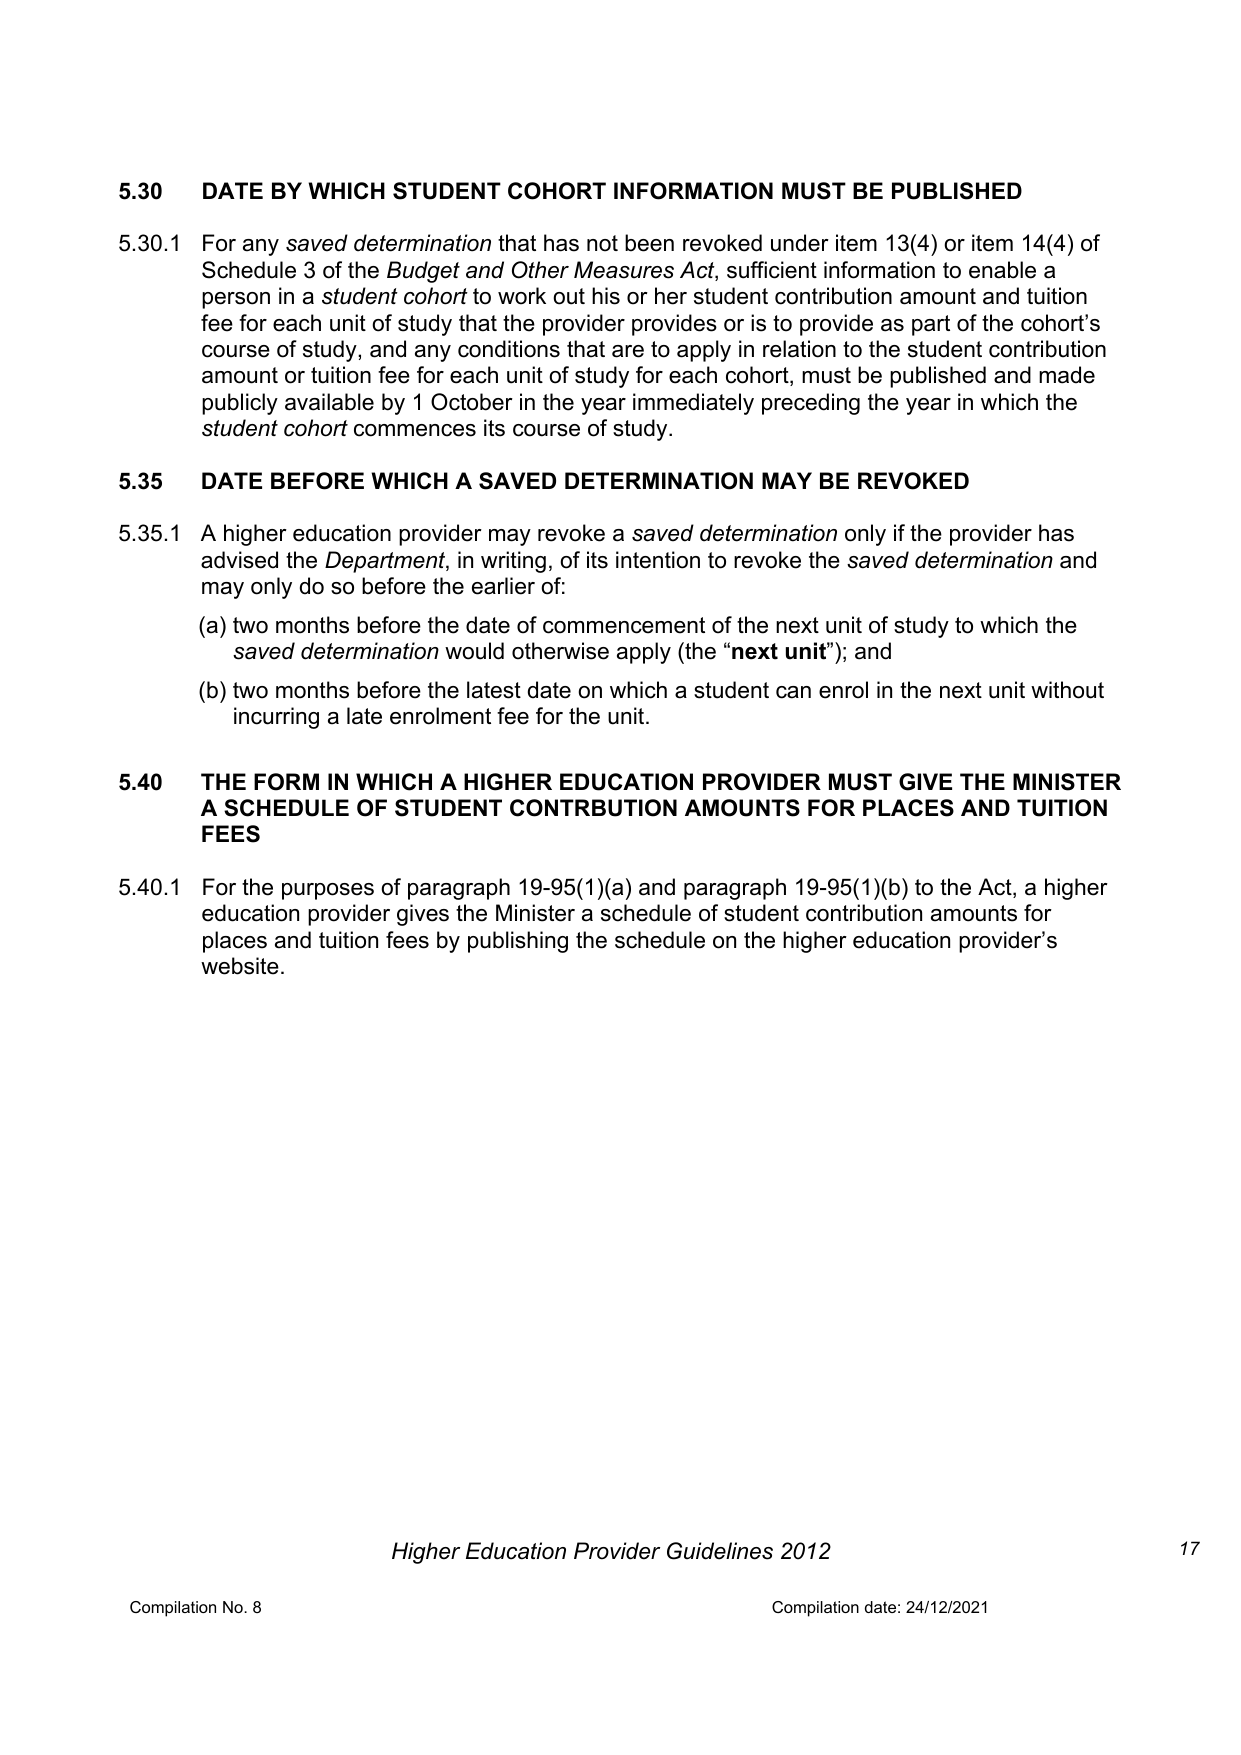 5.30 DATE BY WHICH STUDENT COHORT INFORMATION MUST BE PUBLISHED
5.30.1 For any saved determination that has not been revoked under item 13(4) or item 14(4) of
Schedule 3 of the Budget and Other Measures Act, sufficient information to enable a
person in a student cohort to work out his or her student contribution amount and tuition
fee for each unit of study that the provider provides or is to provide as part of the cohort’s
course of study, and any conditions that are to apply in relation to the student contribution
amount or tuition fee for each unit of study for each cohort, must be published and made
publicly available by 1 October in the year immediately preceding the year in which the
student cohort commences its course of study.
5.35 DATE BEFORE WHICH A SAVED DETERMINATION MAY BE REVOKED
5.35.1 A higher education provider may revoke a saved determination only if the provider has
advised the Department, in writing, of its intention to revoke the saved determination and
may only do so before the earlier of:
(a) two months before the date of commencement of the next unit of study to which the
saved determination would otherwise apply (the “next unit”); and
(b) two months before the latest date on which a student can enrol in the next unit without
incurring a late enrolment fee for the unit.
5.40 THE FORM IN WHICH A HIGHER EDUCATION PROVIDER MUST GIVE THE MINISTER
A SCHEDULE OF STUDENT CONTRBUTION AMOUNTS FOR PLACES AND TUITION
FEES
5.40.1 For the purposes of paragraph 19-95(1)(a) and paragraph 19-95(1)(b) to the Act, a higher
education provider gives the Minister a schedule of student contribution amounts for
places and tuition fees by publishing the schedule on the higher education provider’s
website.
Higher Education Provider Guidelines 2012 17
Compilation No. 8 Compilation date: 24/12/2021